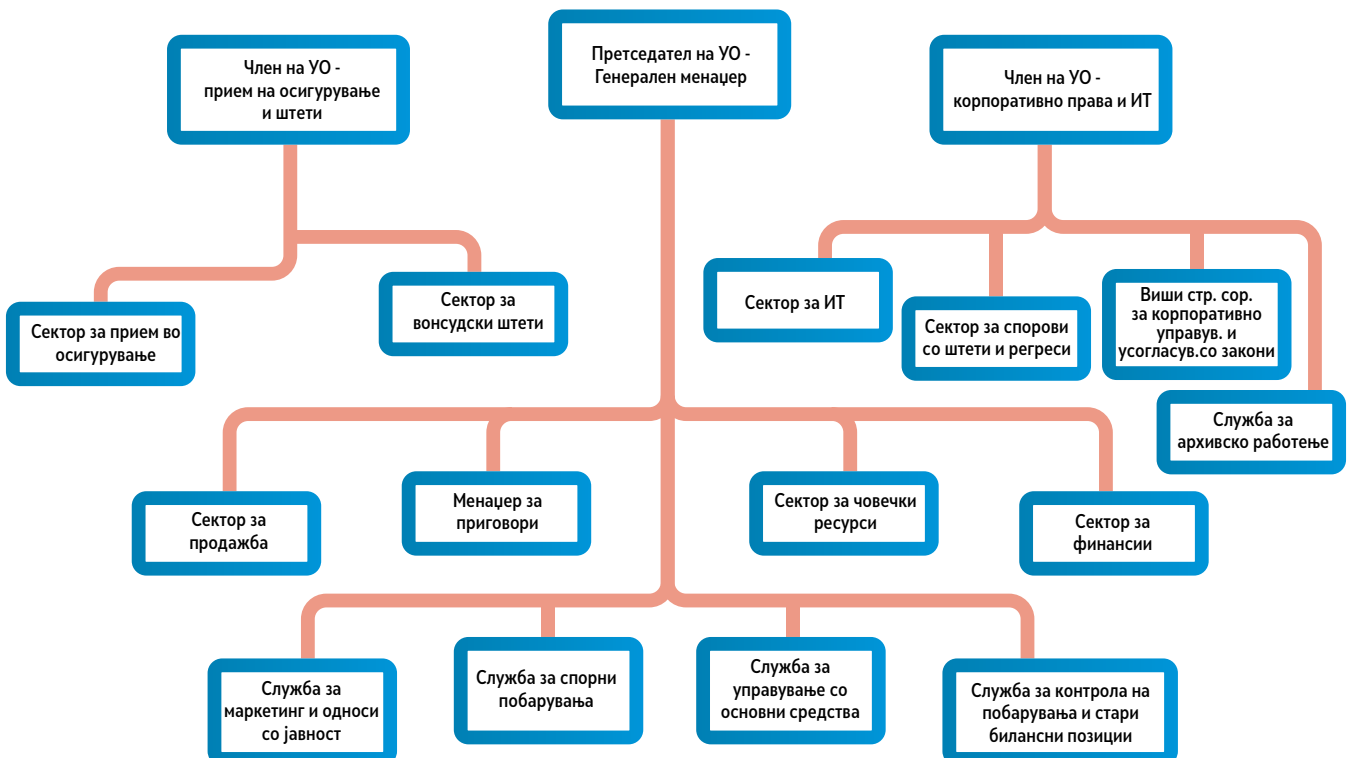 Член на УО -
прием на осигурување
и штети
Претседател на УО -
Генерален менаџер
Член на УО -
корпоративно права и ИТ
Сектор за прием во
осигурување
Сектор за
вонсудски штети
Сектор за ИТ
Сектор за спорови
со штети и регреси
Виши стр. сор.
за корпоративно
управув. и
усогласув.со закони
Служба за
архивско работење
Сектор за
продажба
Менаџер за
приговори
Сектор за човечки
ресурси
Сектор за
финансии
Служба за
маркетинг и односи
со јавност
Служба за спорни
побарувања
Служба за
управување со
основни средства
Служба за контрола на
побарувања и стари
билансни позиции